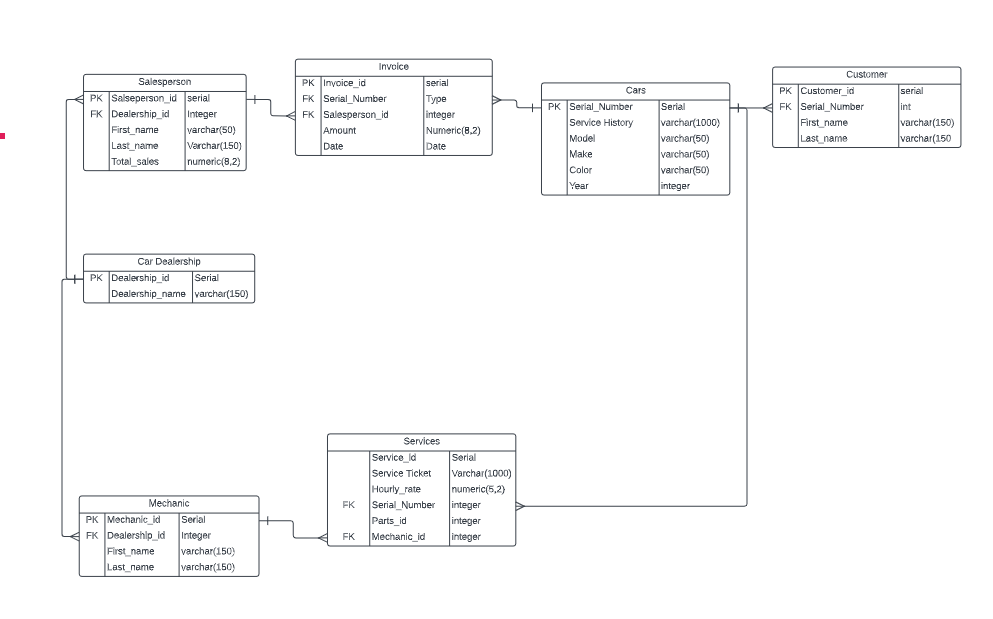 Salesperson
PK Salseperson_id serial
FK Dealership_id Integer
First_name varchar(50)
Last_name Varchar(150)
Total_sales numeric(8,2)
Invoice
PK Invoice_id serial
FK Serial_Number Type
FK Salesperson_id integer
Amount Numeric(8,2)
Date Date
Cars
PK Serial_Number Serial
Service History varchar(1000)
Model varchar(50)
Make varchar(50)
Color varchar(50)
Year integer
Customer
PK Customer_id serial
FK Serial_Number int
First_name varchar(150)
Last_name varchar(150
Car Dealership
PK Dealership_id Serial
Dealership_name varchar(150)
Services
Service_Id Serial
Service Ticket Varchar(1000)
Hourly_rate numeric(5,2)
FK Serial_Number integer
Parts_id integer
FK Mechanic_id integer
Mechanic
PK Mechanic_id Serial
FK Dealership_id Integer
First_name varchar(150)
Last_name varchar(150)